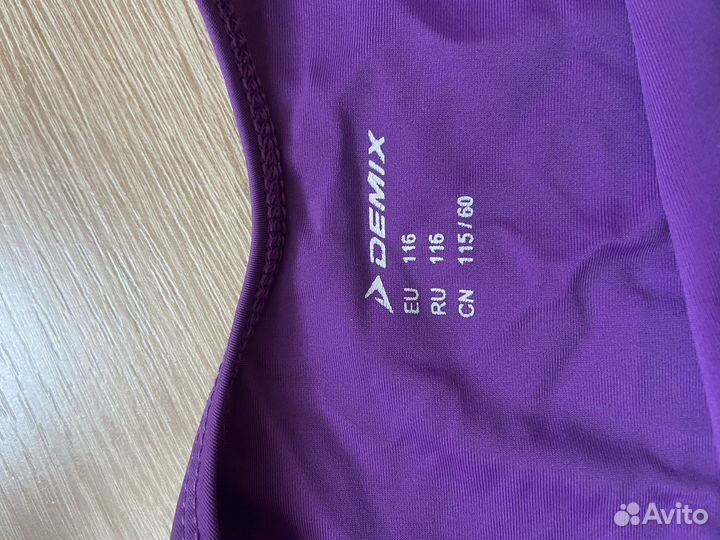 DEMIX
EU 116
RU 116
CN 115/60
Avito